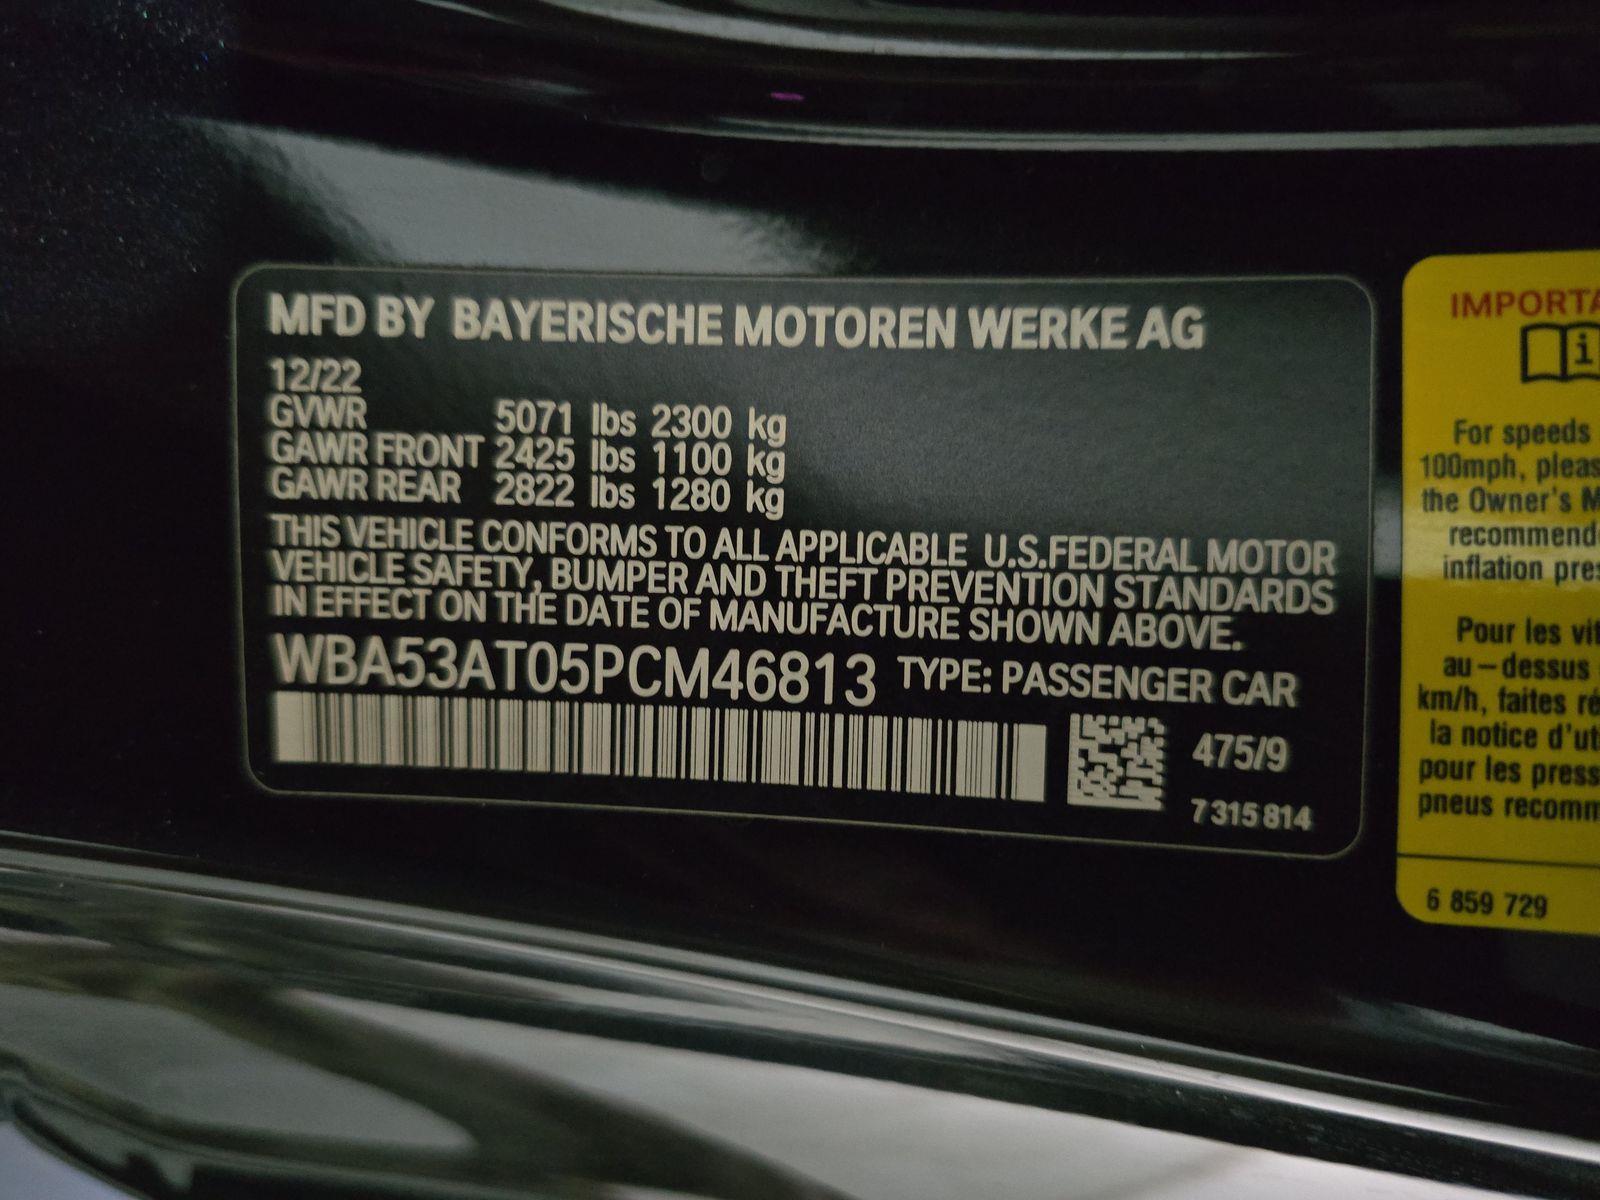 MFD BY BAYERISCHE MOTOREN WERKE AG
12/22
GVWR 5071 lbs 2300 kg
GAWR FRONT 2425 lbs 1100 kg
GAWR REAR 2822 lbs 1280 kg
THIS VEHICLE CONFORMS TO ALL APPLICABLE U.S.FEDERAL MOTOR
VEHICLE SAFETY, BUMPER AND THEFT PREVENTION STANDARDS
IN EFFECT ON THE DATE OF MANUFACTURE SHOWN ABOVE.
WBA53AT05PCM46813 TYPE: PASSENGER CAR
475/9
7315814
IMPORTA
i
For speeds
100mph, pleas
the Owner's M
recommend
inflation pres
Pour les vit
au-dessus
km/h, faites ré
la notice d'ut
pour les press
pneus recomm
6 859 729